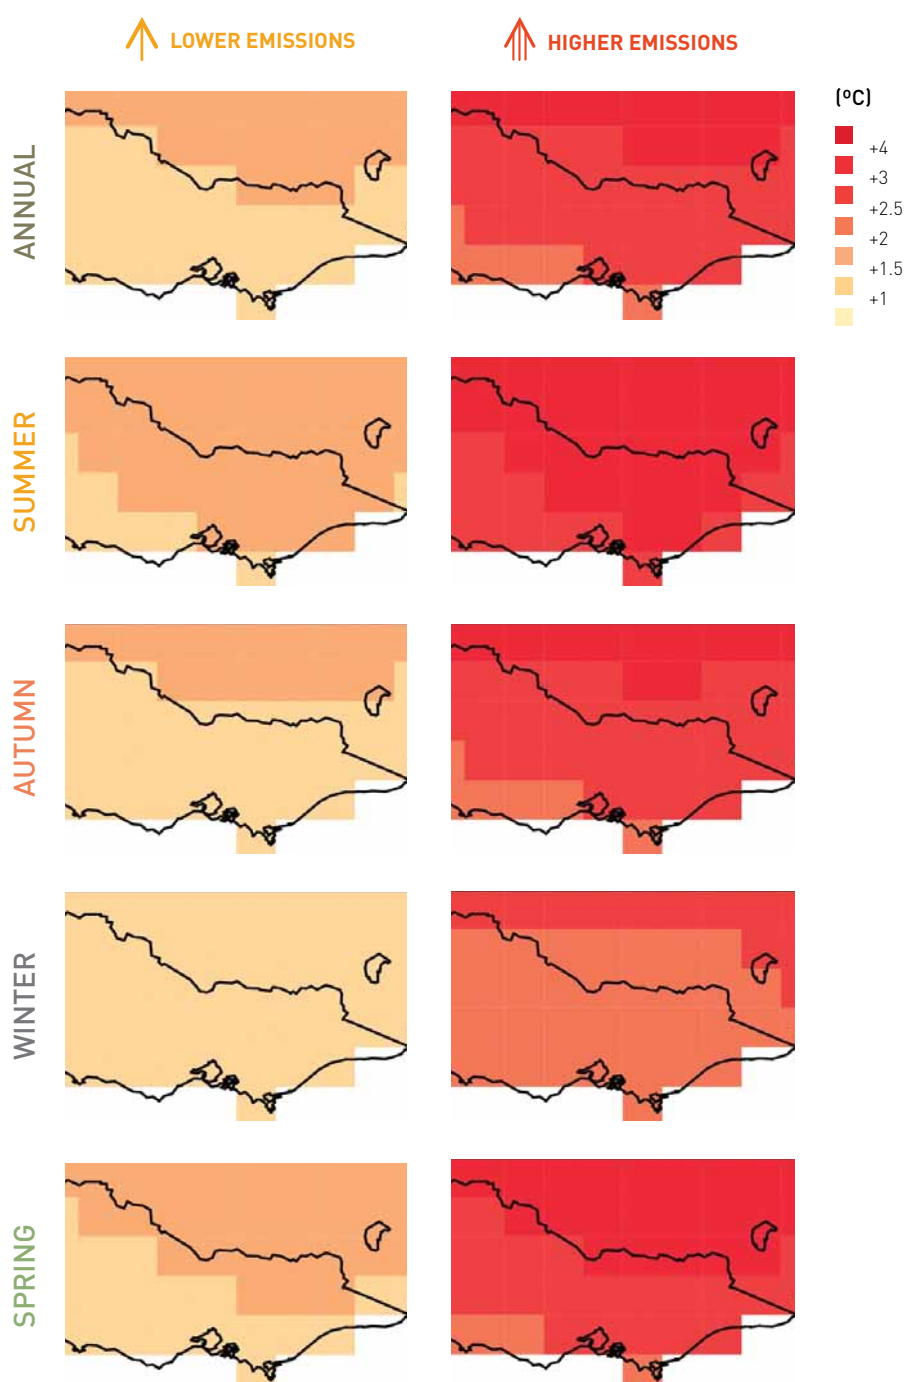 LOWER EMISSIONS
HIGHER EMISSIONS
(ºC)
+4
+3
+2.5
+2
+1.5
+1
ANNUAL
SUMMER
AUTUMN
WINTER
SPRING